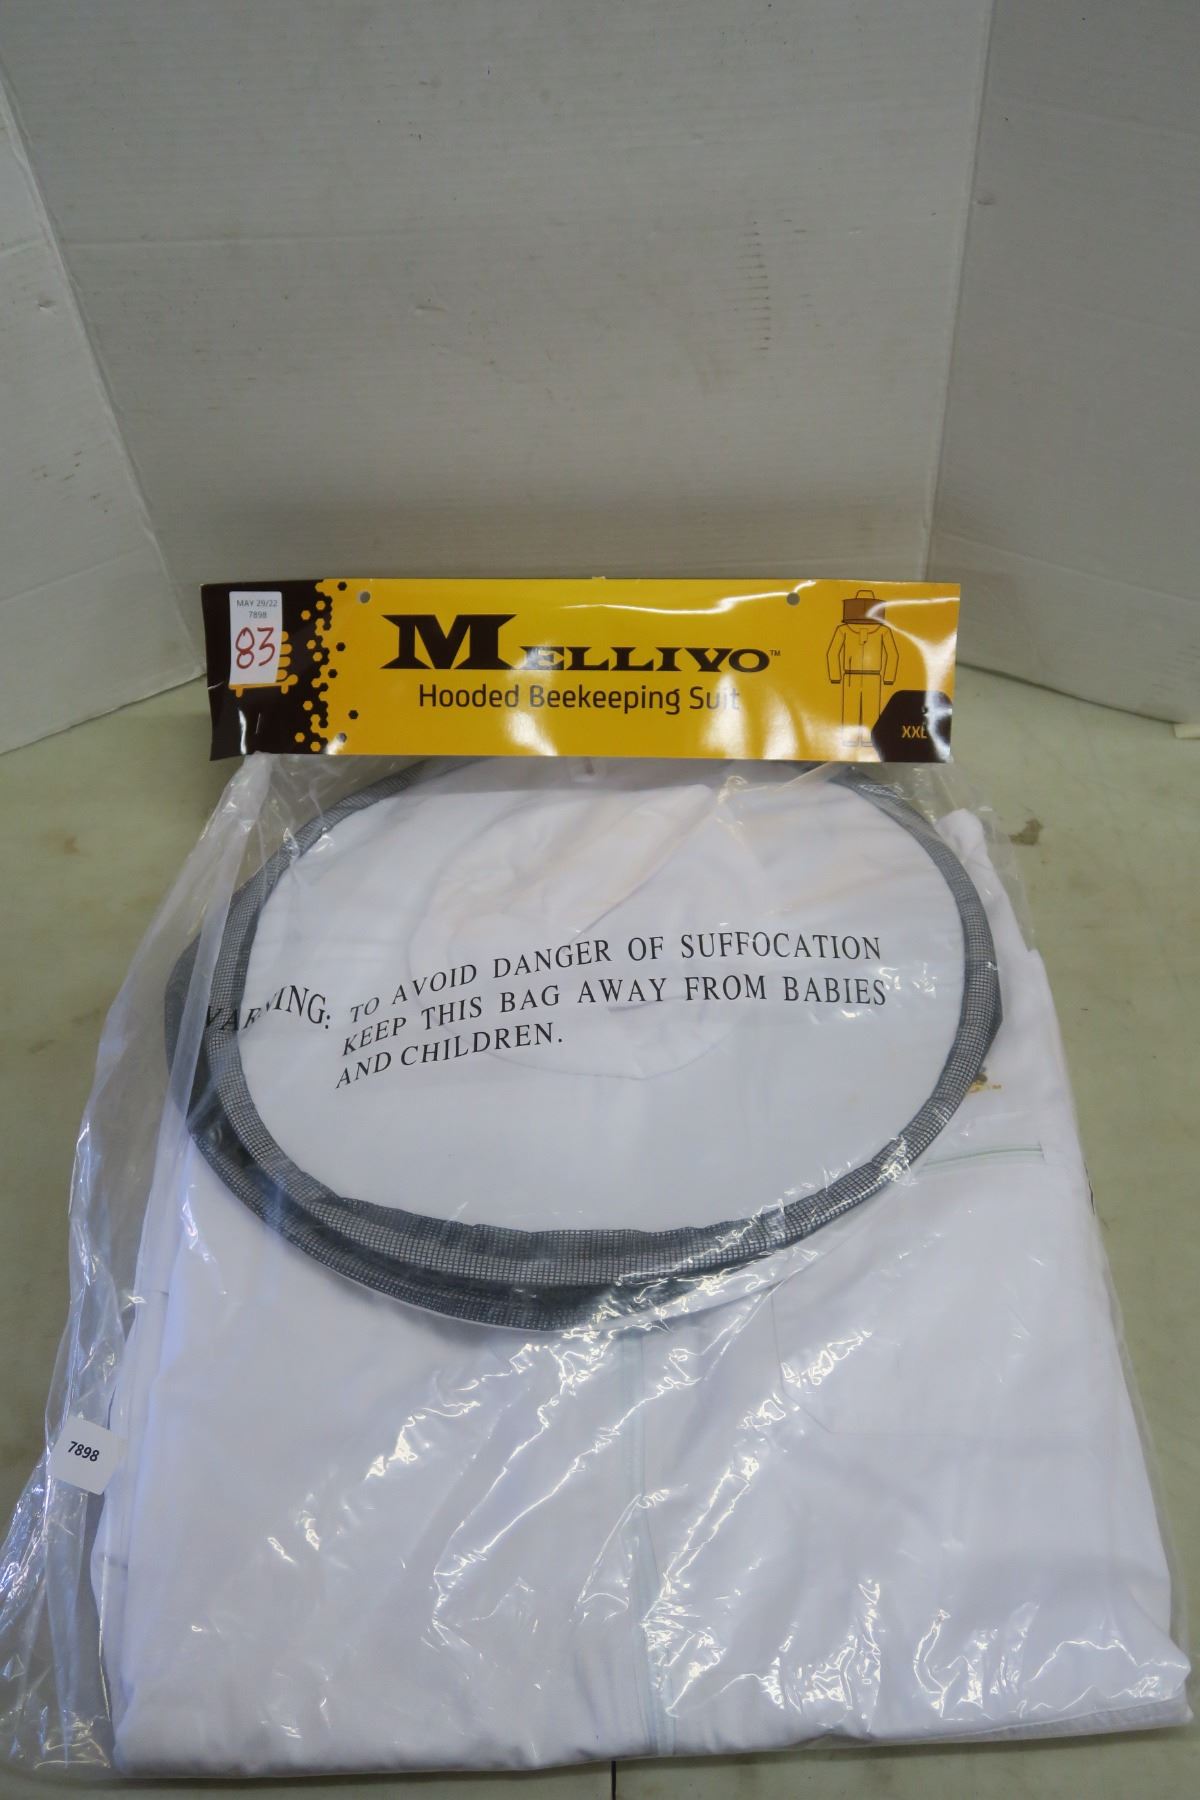 MAY 29/22
7898
83
MELLIVO™
Hooded Beekeeping Suit
XXL
WARNING: TO AVOID DANGER OF SUFFOCATION
KEEP THIS BAG AWAY FROM BABIES
AND CHILDREN.
7898